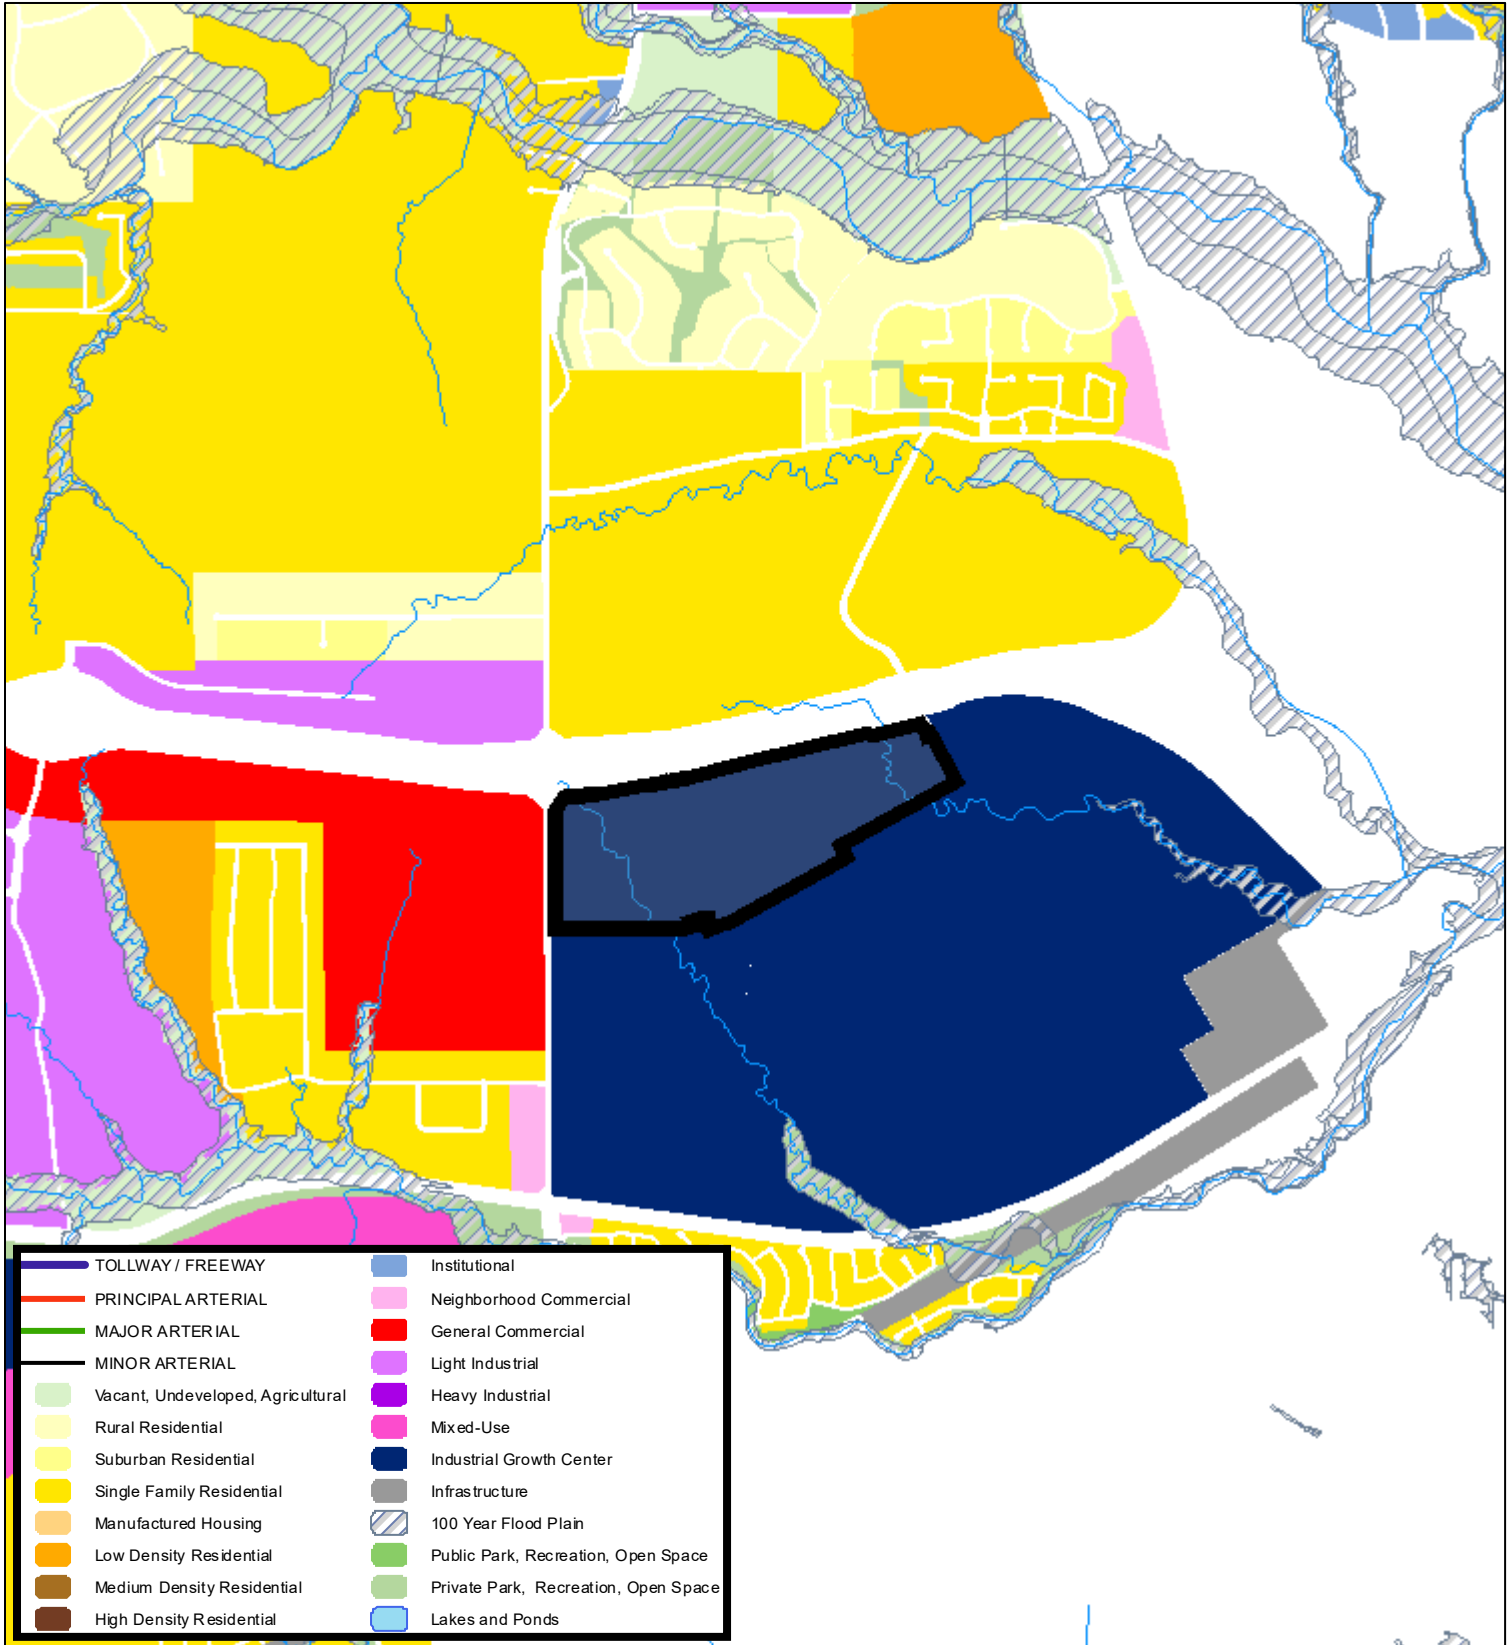 TOLLWAY / FREEWAY
PRINCIPAL ARTERIAL
MAJOR ARTERIAL
MINOR ARTERIAL
Vacant, Undeveloped, Agricultural
Rural Residential
Suburban Residential
Single Family Residential
Manufactured Housing
Low Density Residential
Medium Density Residential
High Density Residential
Institutional
Neighborhood Commercial
General Commercial
Light Industrial
Heavy Industrial
Mixed-Use
Industrial Growth Center
Infrastructure
100 Year Flood Plain
Public Park, Recreation, Open Space
Private Park, Recreation, Open Space
Lakes and Ponds